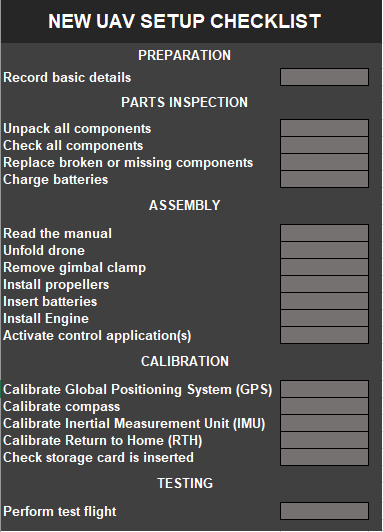 NEW UAV SETUP CHECKLIST
PREPARATION
Record basic details
PARTS INSPECTION
Unpack all components
Check all components
Replace broken or missing components
Charge batteries
ASSEMBLY
Read the manual
Unfold drone
Remove gimbal clamp
Install propellers
Insert batteries
Install Engine
Activate control application(s)
CALIBRATION
Calibrate Global Positioning System (GPS)
Calibrate compass
Calibrate Inertial Measurement Unit (IMU)
Calibrate Return to Home (RTH)
Check storage card is inserted
TESTING
Perform test flight